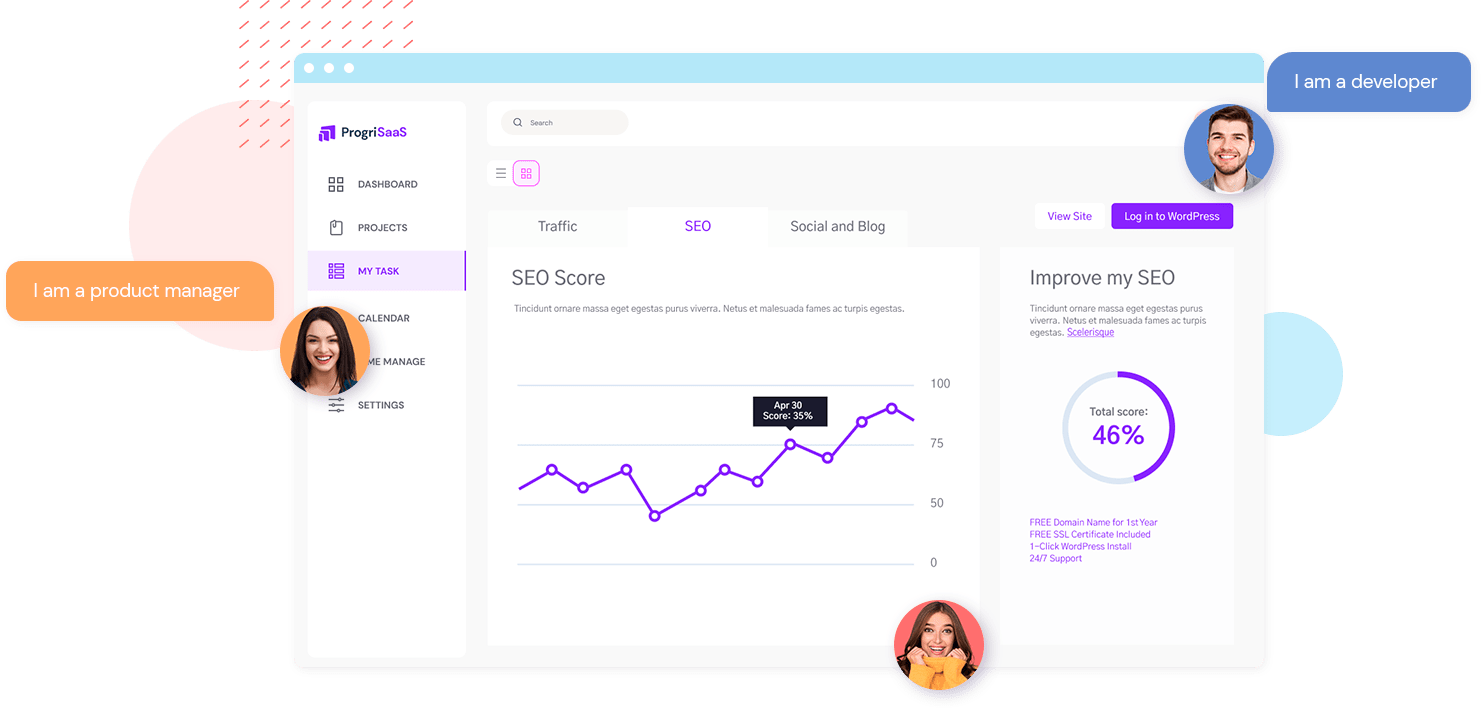 I am a developer
ProgriSaaS
Search
DASHBOARD
PROJECTS
MY TASK
CALENDAR
ME MANAGE
SETTINGS
I am a product manager
View Site
Log in to WordPress
Traffic
SEO
Social and Blog
SEO Score
Tincidunt ornare massa eget egestas purus viverra. Netus et malesuada fames ac turpis egestas.
100
75
50
0
Apr 30
Score: 35%
Improve my SEO
Tincidunt ornare massa eget egestas purus
viverra. Netus et malesuada fames ac turpis
egestas. Scelerisque
Total score:
46%
FREE Domain Name for 1st Year
FREE SSL Certificate Included
1-Click WordPress Install
24/7 Support